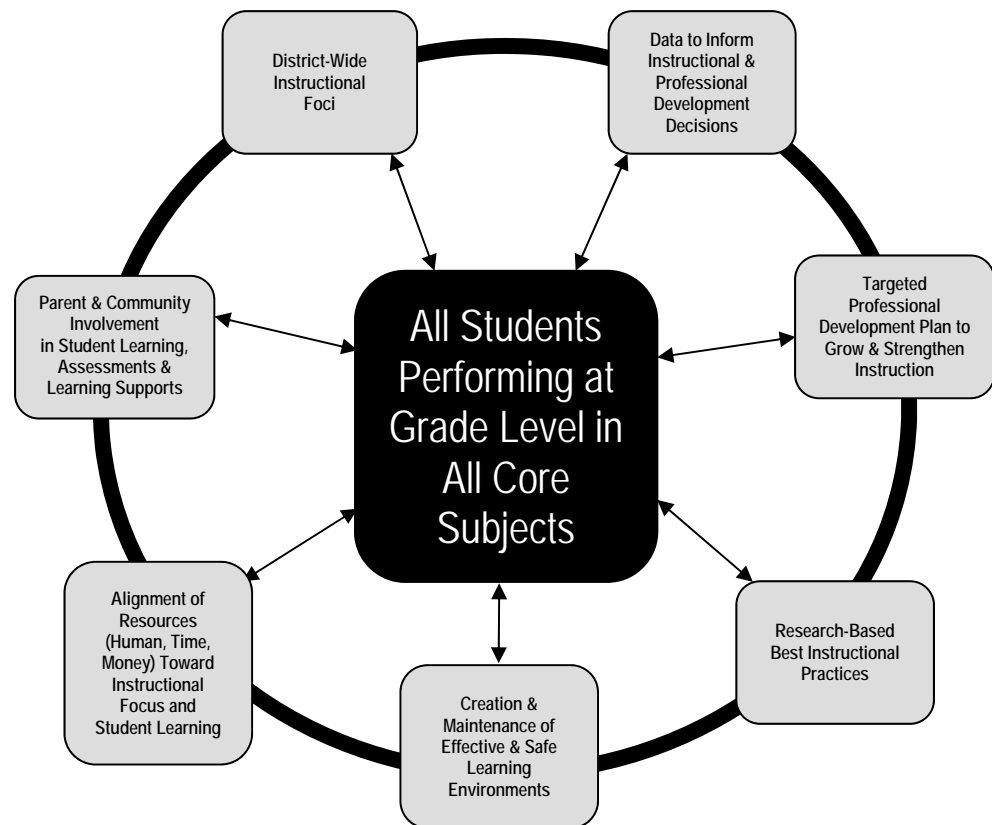 District-Wide
Instructional
Foci
Data to Inform
Instructional &
Professional
Development
Decisions
Parent & Community
Involvement
in Student Learning,
Assessments &
Learning Supports
All Students
Performing at
Grade Level in
All Core
Subjects
Targeted
Professional
Development Plan to
Grow & Strengthen
Instruction
Alignment of
Resources
(Human, Time,
Money) Toward
Instructional
Focus and
Student Learning
Creation &
Maintenance of
Effective & Safe
Learning
Environments
Research-Based
Best Instructional
Practices